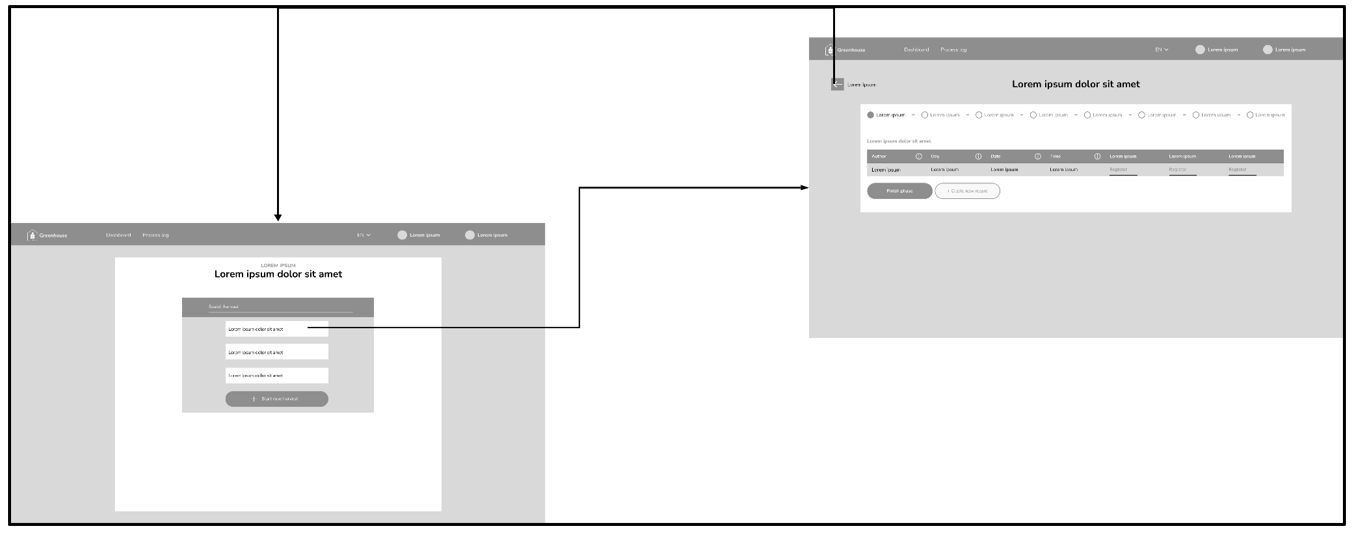 Greenhouse Dashboard Process log EN Lorem ipsum Lorem ipsum
Lorem ipsum
Lorem ipsum dolor sit amet
Lorem ipsum Lorem ipsum Lorem ipsum Lorem ipsum Lorem ipsum Lorem ipsum Lorem ipsum Lorem ipsum
Lorem ipsum dolor sit amet
Author Day Date Time Lorem ipsum Lorem ipsum Lorem ipsum
Lorem ipsum Lorem ipsum Lorem ipsum Lorem ipsum Register Register Register
Finish phase + Create new event
Greenhouse Dashboard Process log EN Lorem ipsum Lorem ipsum
LOREM IPSUM
Lorem ipsum dolor sit amet
Search
Lorem ipsum dolor sit amet
Lorem ipsum dolor sit amet
Lorem ipsum dolor sit amet
Start new